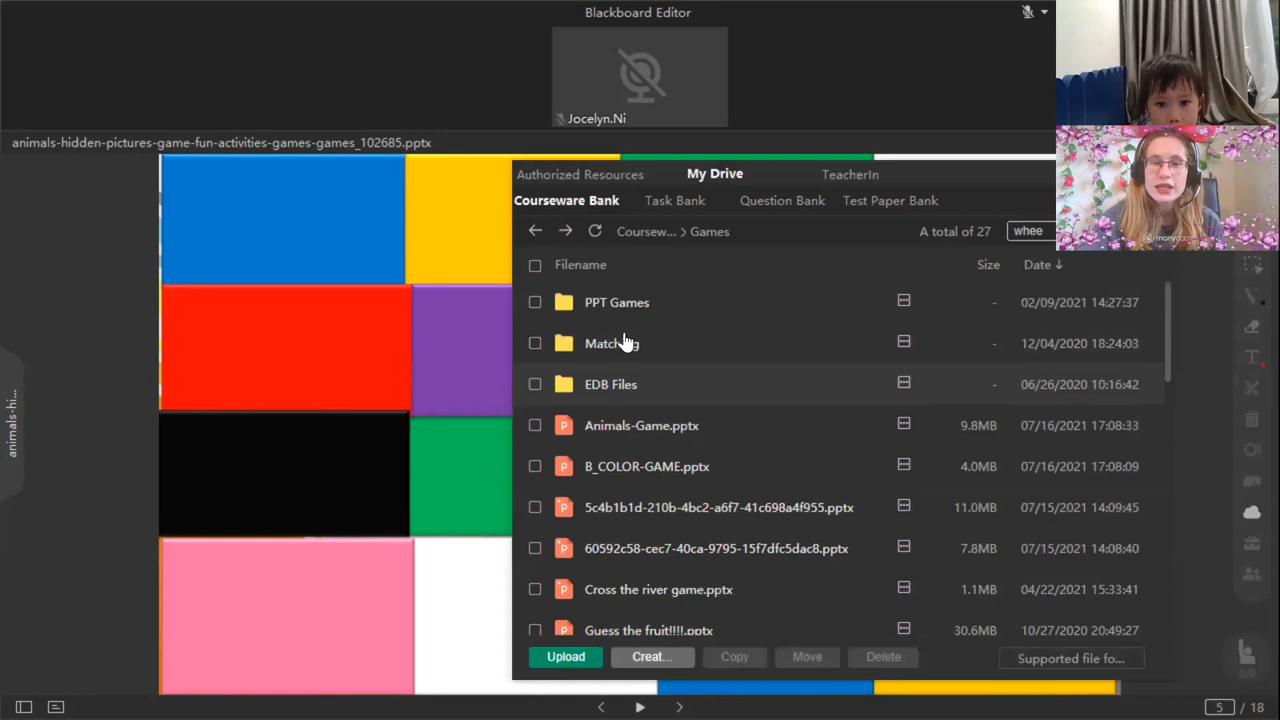 Blackboard Editor
Jocelyn.Ni
animals-hidden-pictures-game-fun-activities-games-games_102685.pptx
Authorized Resources My Drive TeacherIn
Courseware Bank Task Bank Question Bank Test Paper Bank
Coursew... > Games A total of 27 whee
Filename Size Date↓
PPT Games - 02/09/2021 14:27:37
- 12/04/2020 18:24:03
EDB Files - 06/26/2020 10:16:42
Animals-Game.pptx 9.8MB 07/16/2021 17:08:33
B_COLOR-GAME.pptx 4.0MB 07/16/2021 17:08:09
5c4b1b1d-210b-4bc2-a6f7-41c698a4f955.pptx 11.0MB 07/15/2021 14:09:45
60592c58-cec7-40ca-9795-15f7dfc5dac8.pptx 7.8MB 07/15/2021 14:08:40
Cross the river game.pptx 1.1MB 04/22/2021 15:33:41
Guess the fruit!!!!.pptx 30.6MB 10/27/2020 20:49:27
Upload Creat... Copy Move Delete Supported file fo...
animals-hi...
0/0
5 / 18